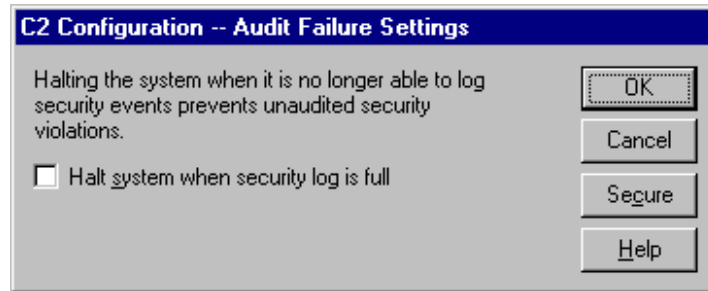 C2 Configuration -- Audit Failure Settings
Halting the system when it is no longer able to log
security events prevents unaudited security
violations.
Halt system when security log is full
OK
Cancel
Secure
Help